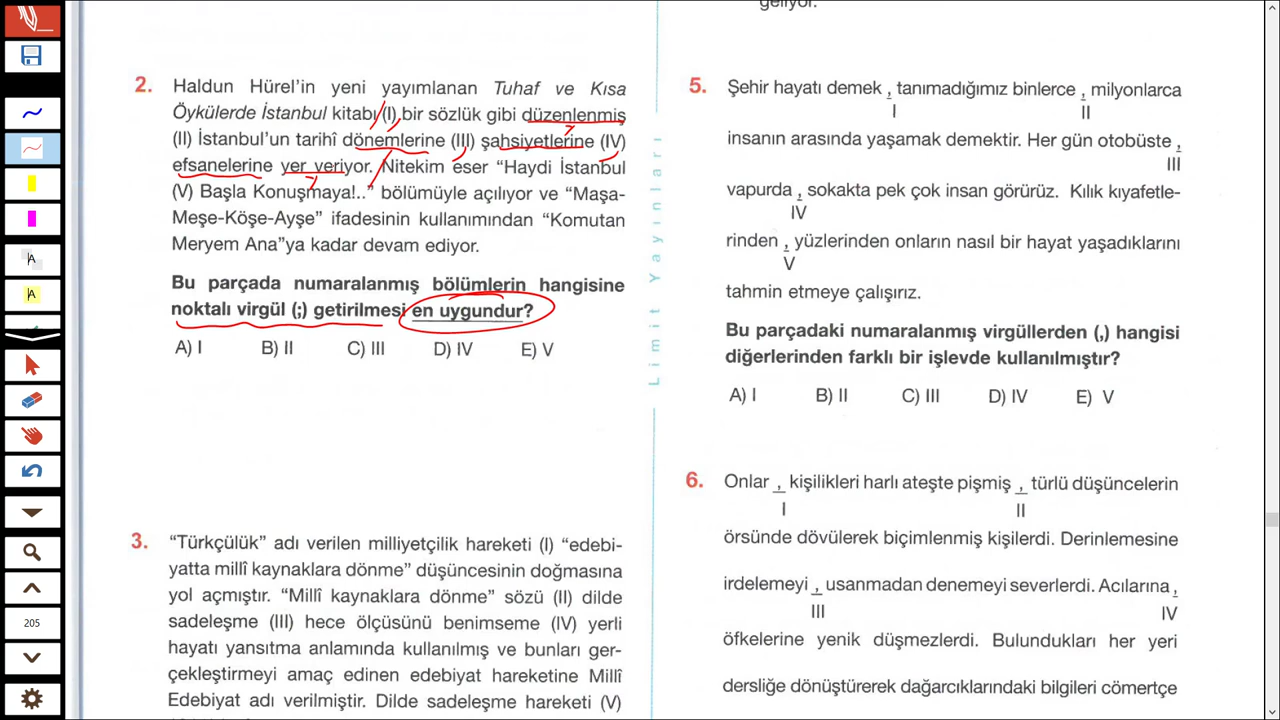 geliyor.
2. Haldun Hürel’in yeni yayımlanan Tuhaf ve Kısa
Öykülerde İstanbul kitabı (I) bir sözlük gibi düzenlenmiş
(II) İstanbul’un tarihî dönemlerine (III) şahsiyetlerine (IV)
efsanelerine yer veriyor. Nitekim eser “Haydi İstanbul
(V) Başla Konuşmaya!..” bölümüyle açılıyor ve “Maşa-
Meşe-Köşe-Ayşe” ifadesinin kullanımından “Komutan
Meryem Ana”ya kadar devam ediyor.
Bu parçada numaralanmış bölümlerin hangisine
noktalı virgül (;) getirilmesi en uygundur?
A) I B) II C) III D) IV E) V
3. “Türkçülük” adı verilen milliyetçilik hareketi (I) “edebi-
yatta millî kaynaklara dönme” düşüncesinin doğmasına
yol açmıştır. “Millî kaynaklara dönme” sözü (II) dilde
sadeleşme (III) hece ölçüsünü benimseme (IV) yerli
hayatı yansıtma anlamında kullanılmış ve bunları ger-
çekleştirmeyi amaç edinen edebiyat hareketine Millî
Edebiyat adı verilmiştir. Dilde sadeleşme hareketi (V)
Limit Yayınları
5. Şehir hayatı demek , tanımadığımız binlerce , milyonlarca
I II
insanın arasında yaşamak demektir. Her gün otobüste ,
III
vapurda , sokakta pek çok insan görürüz. Kılık kıyafetle-
IV
rinden , yüzlerinden onların nasıl bir hayat yaşadıklarını
V
tahmin etmeye çalışırız.
Bu parçadaki numaralanmış virgüllerden (,) hangisi
diğerlerinden farklı bir işlevde kullanılmıştır?
A) I B) II C) III D) IV E) V
6. Onlar , kişilikleri harlı ateşte pişmiş , türlü düşüncelerin
I II
örsünde dövülerek biçimlenmiş kişilerdi. Derinlemesine
irdelemeyi , usanmadan denemeyi severlerdi. Acılarına ,
III IV
öfkelerine yenik düşmezlerdi. Bulundukları her yeri
dersliğe dönüştürerek dağarcıklarındaki bilgileri cömertçe
A
A
205